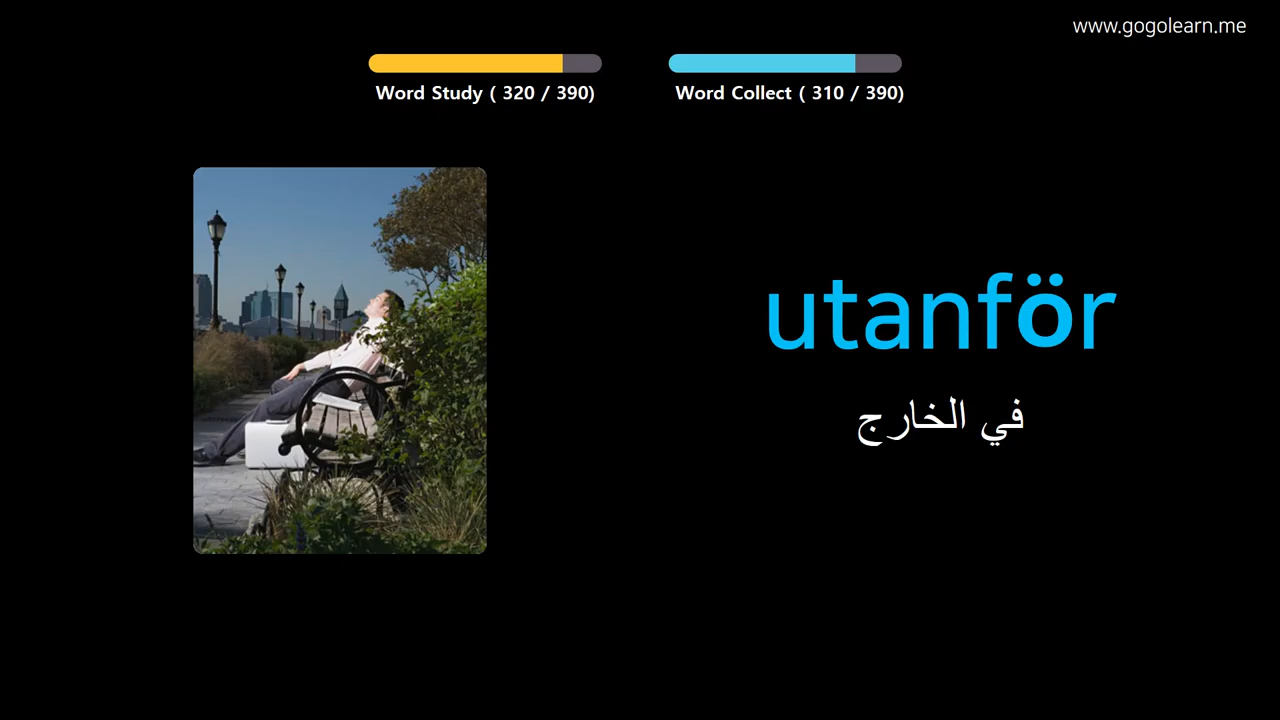 www.gogolearn.me
Word Study ( 320 / 390)
Word Collect ( 310 / 390)
utanför
في الخارج